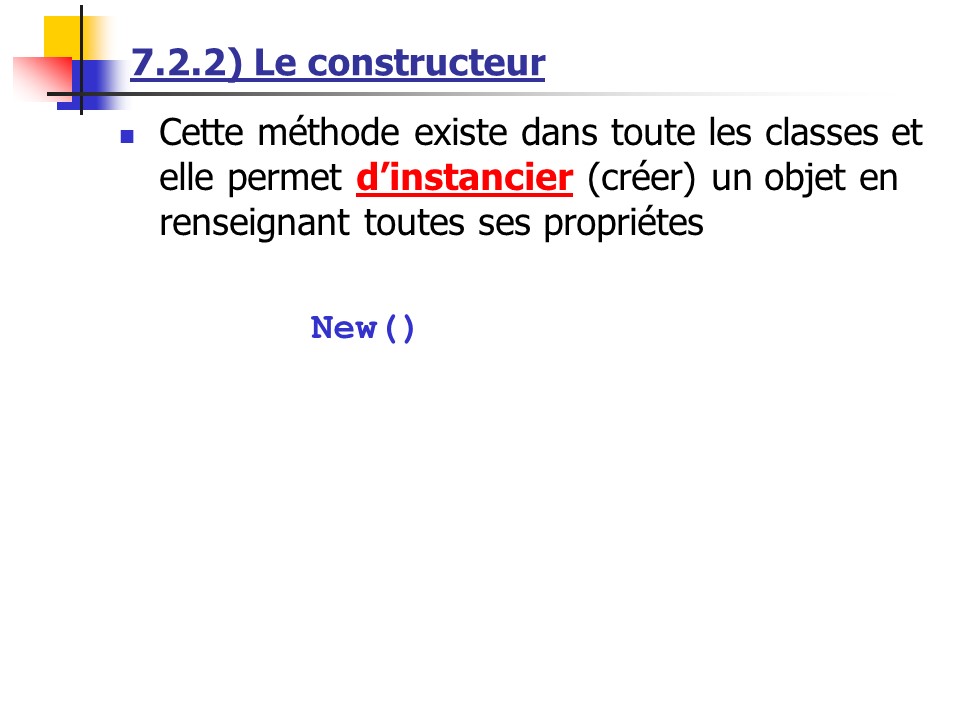 7.2.2) Le constructeur
Cette méthode existe dans toute les classes et
elle permet d’instancier (créer) un objet en
renseignant toutes ses propriétes
New()